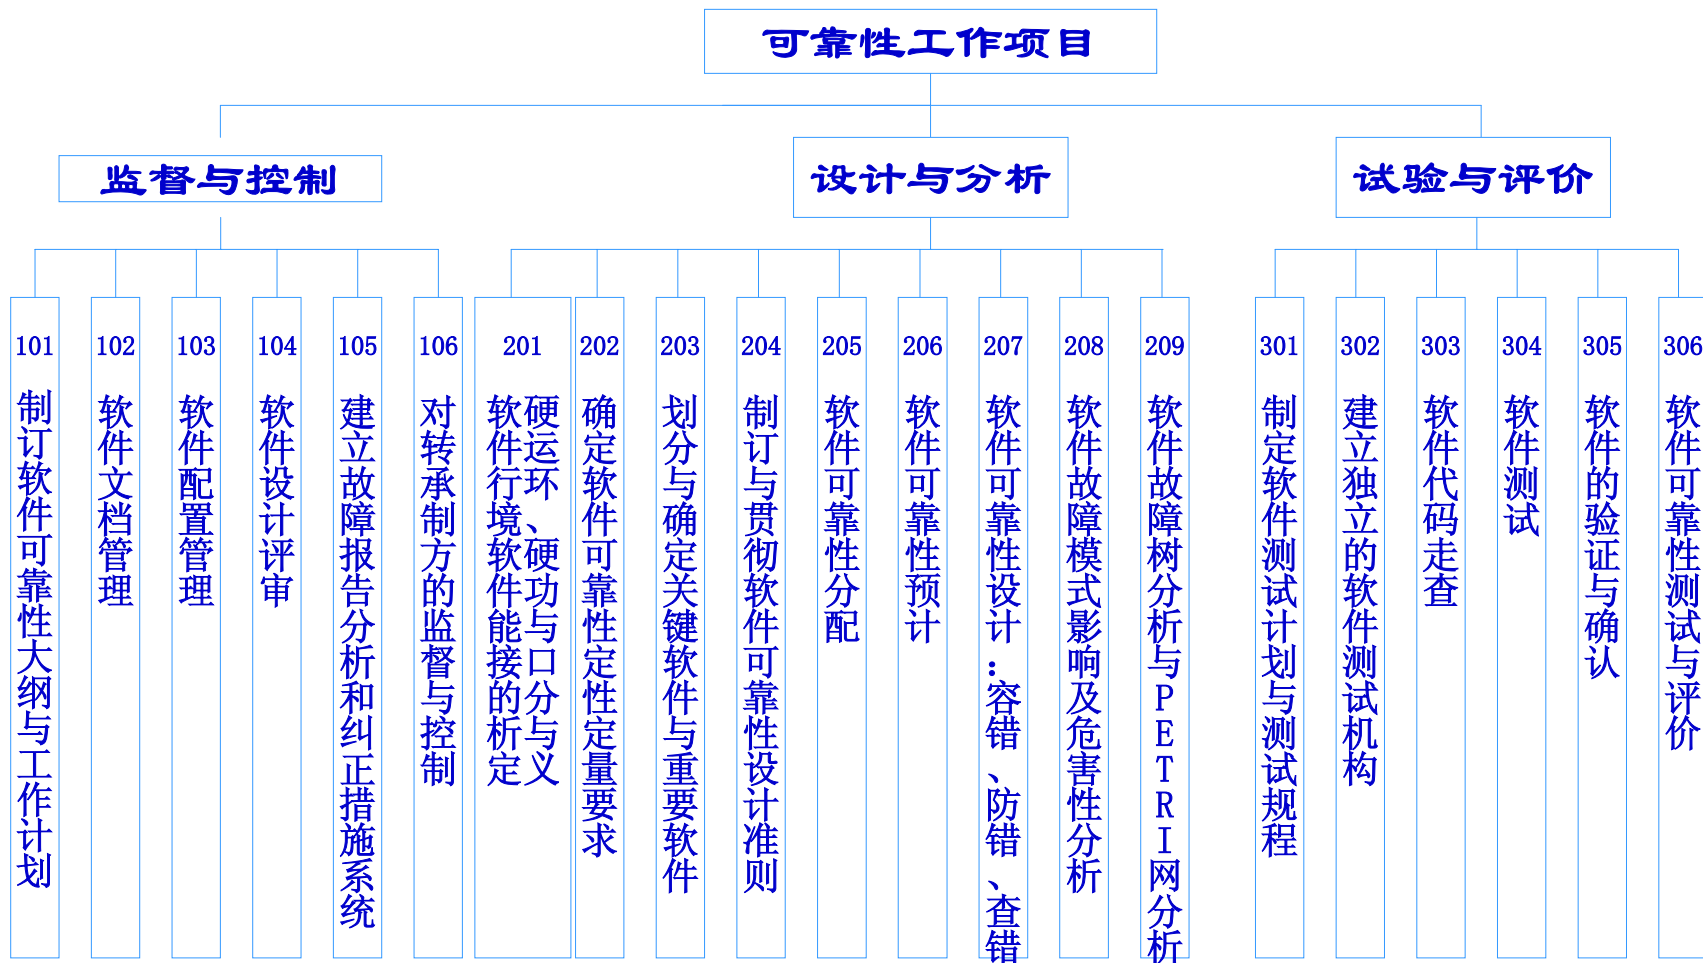 可靠性工作项目
监督与控制
设计与分析
试验与评价
101
制订软件可靠性大纲与工作计划
102
软件文档管理
103
软件配置管理
104
软件设计评审
105
建立故障报告分析和纠正措施系统
106
对转承制方的监督与控制
201
软硬件运行环境、软硬件功能与接口的分析与定义
202
确定软件可靠性定性定量要求
203
划分与确定关键软件与重要软件
204
制订与贯彻软件可靠性设计准则
205
软件可靠性分配
206
软件可靠性预计
207
软件可靠性设计：容错、防错、查错
208
软件故障模式影响及危害性分析
209
软件故障树分析与PETRI网分析
301
制定软件测试计划与测试规程
302
建立独立的软件测试机构
303
软件代码走查
304
软件测试
305
软件的验证与确认
306
软件可靠性测试与评价